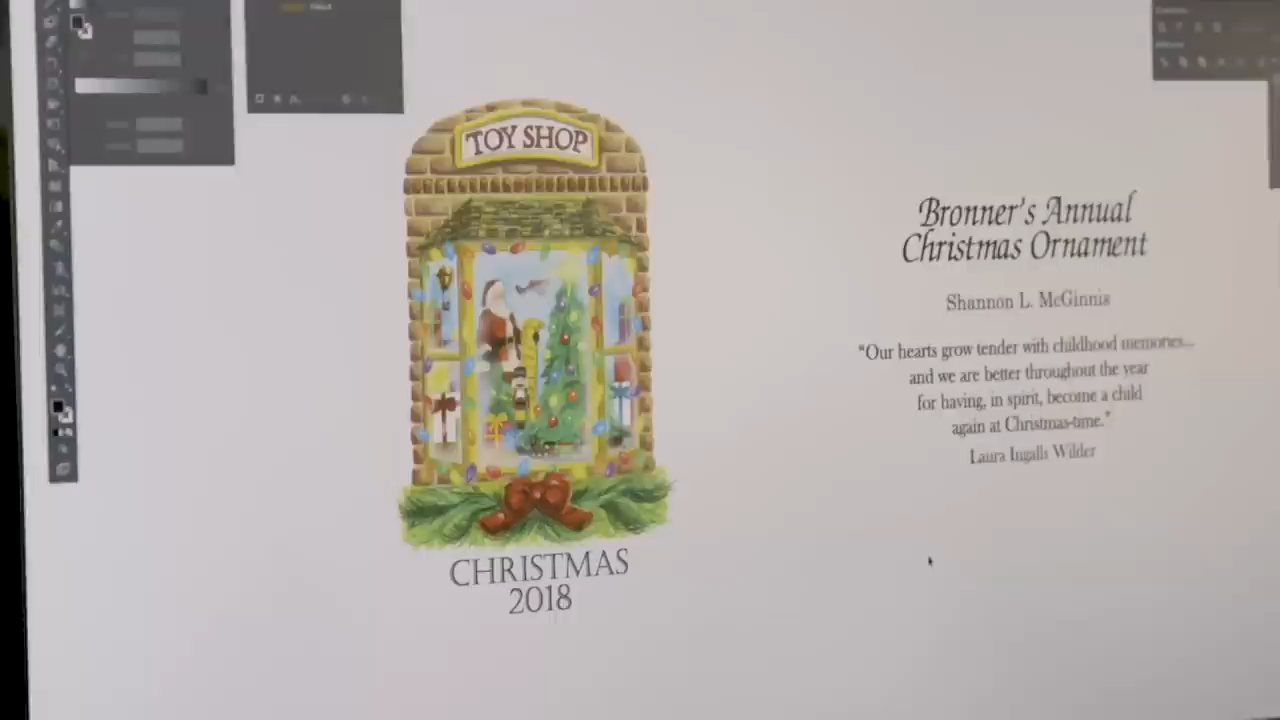 TOY SHOP
CHRISTMAS
2018
Bronner's Annual
Christmas Ornament
Shannon L. McGinnis
"Our hearts grow tender with childhood memories...
and we are better throughout the year
for having, in spirit, become a child
again at Christmas-time."
Laura Ingalls Wilder